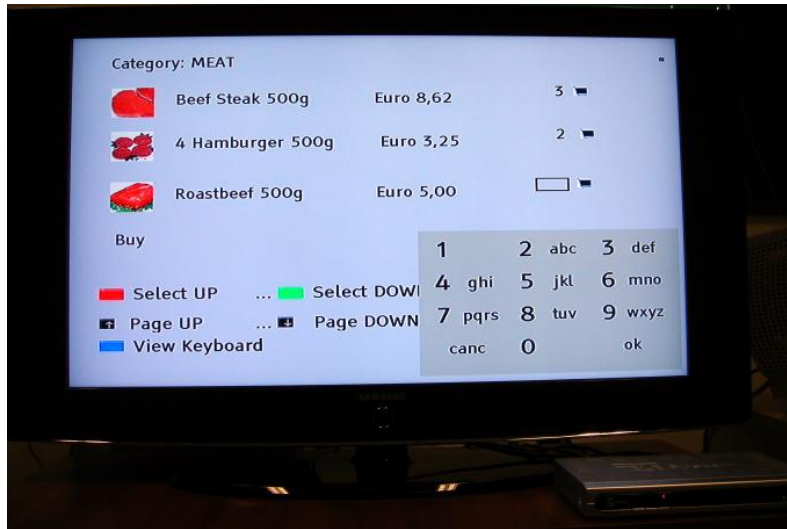 Category: MEAT
Beef Steak 500g Euro 8,62 3
4 Hamburger 500g Euro 3,25 2
Roastbeef 500g Euro 5,00
Buy
1 2 abc 3 def
Select UP ... Select DOW
4 ghi 5 jkl 6 mno
Page UP ... Page DOWN
7 pqrs 8 tuv 9 wxyz
View Keyboard
canc 0 ok
SAMSUNG